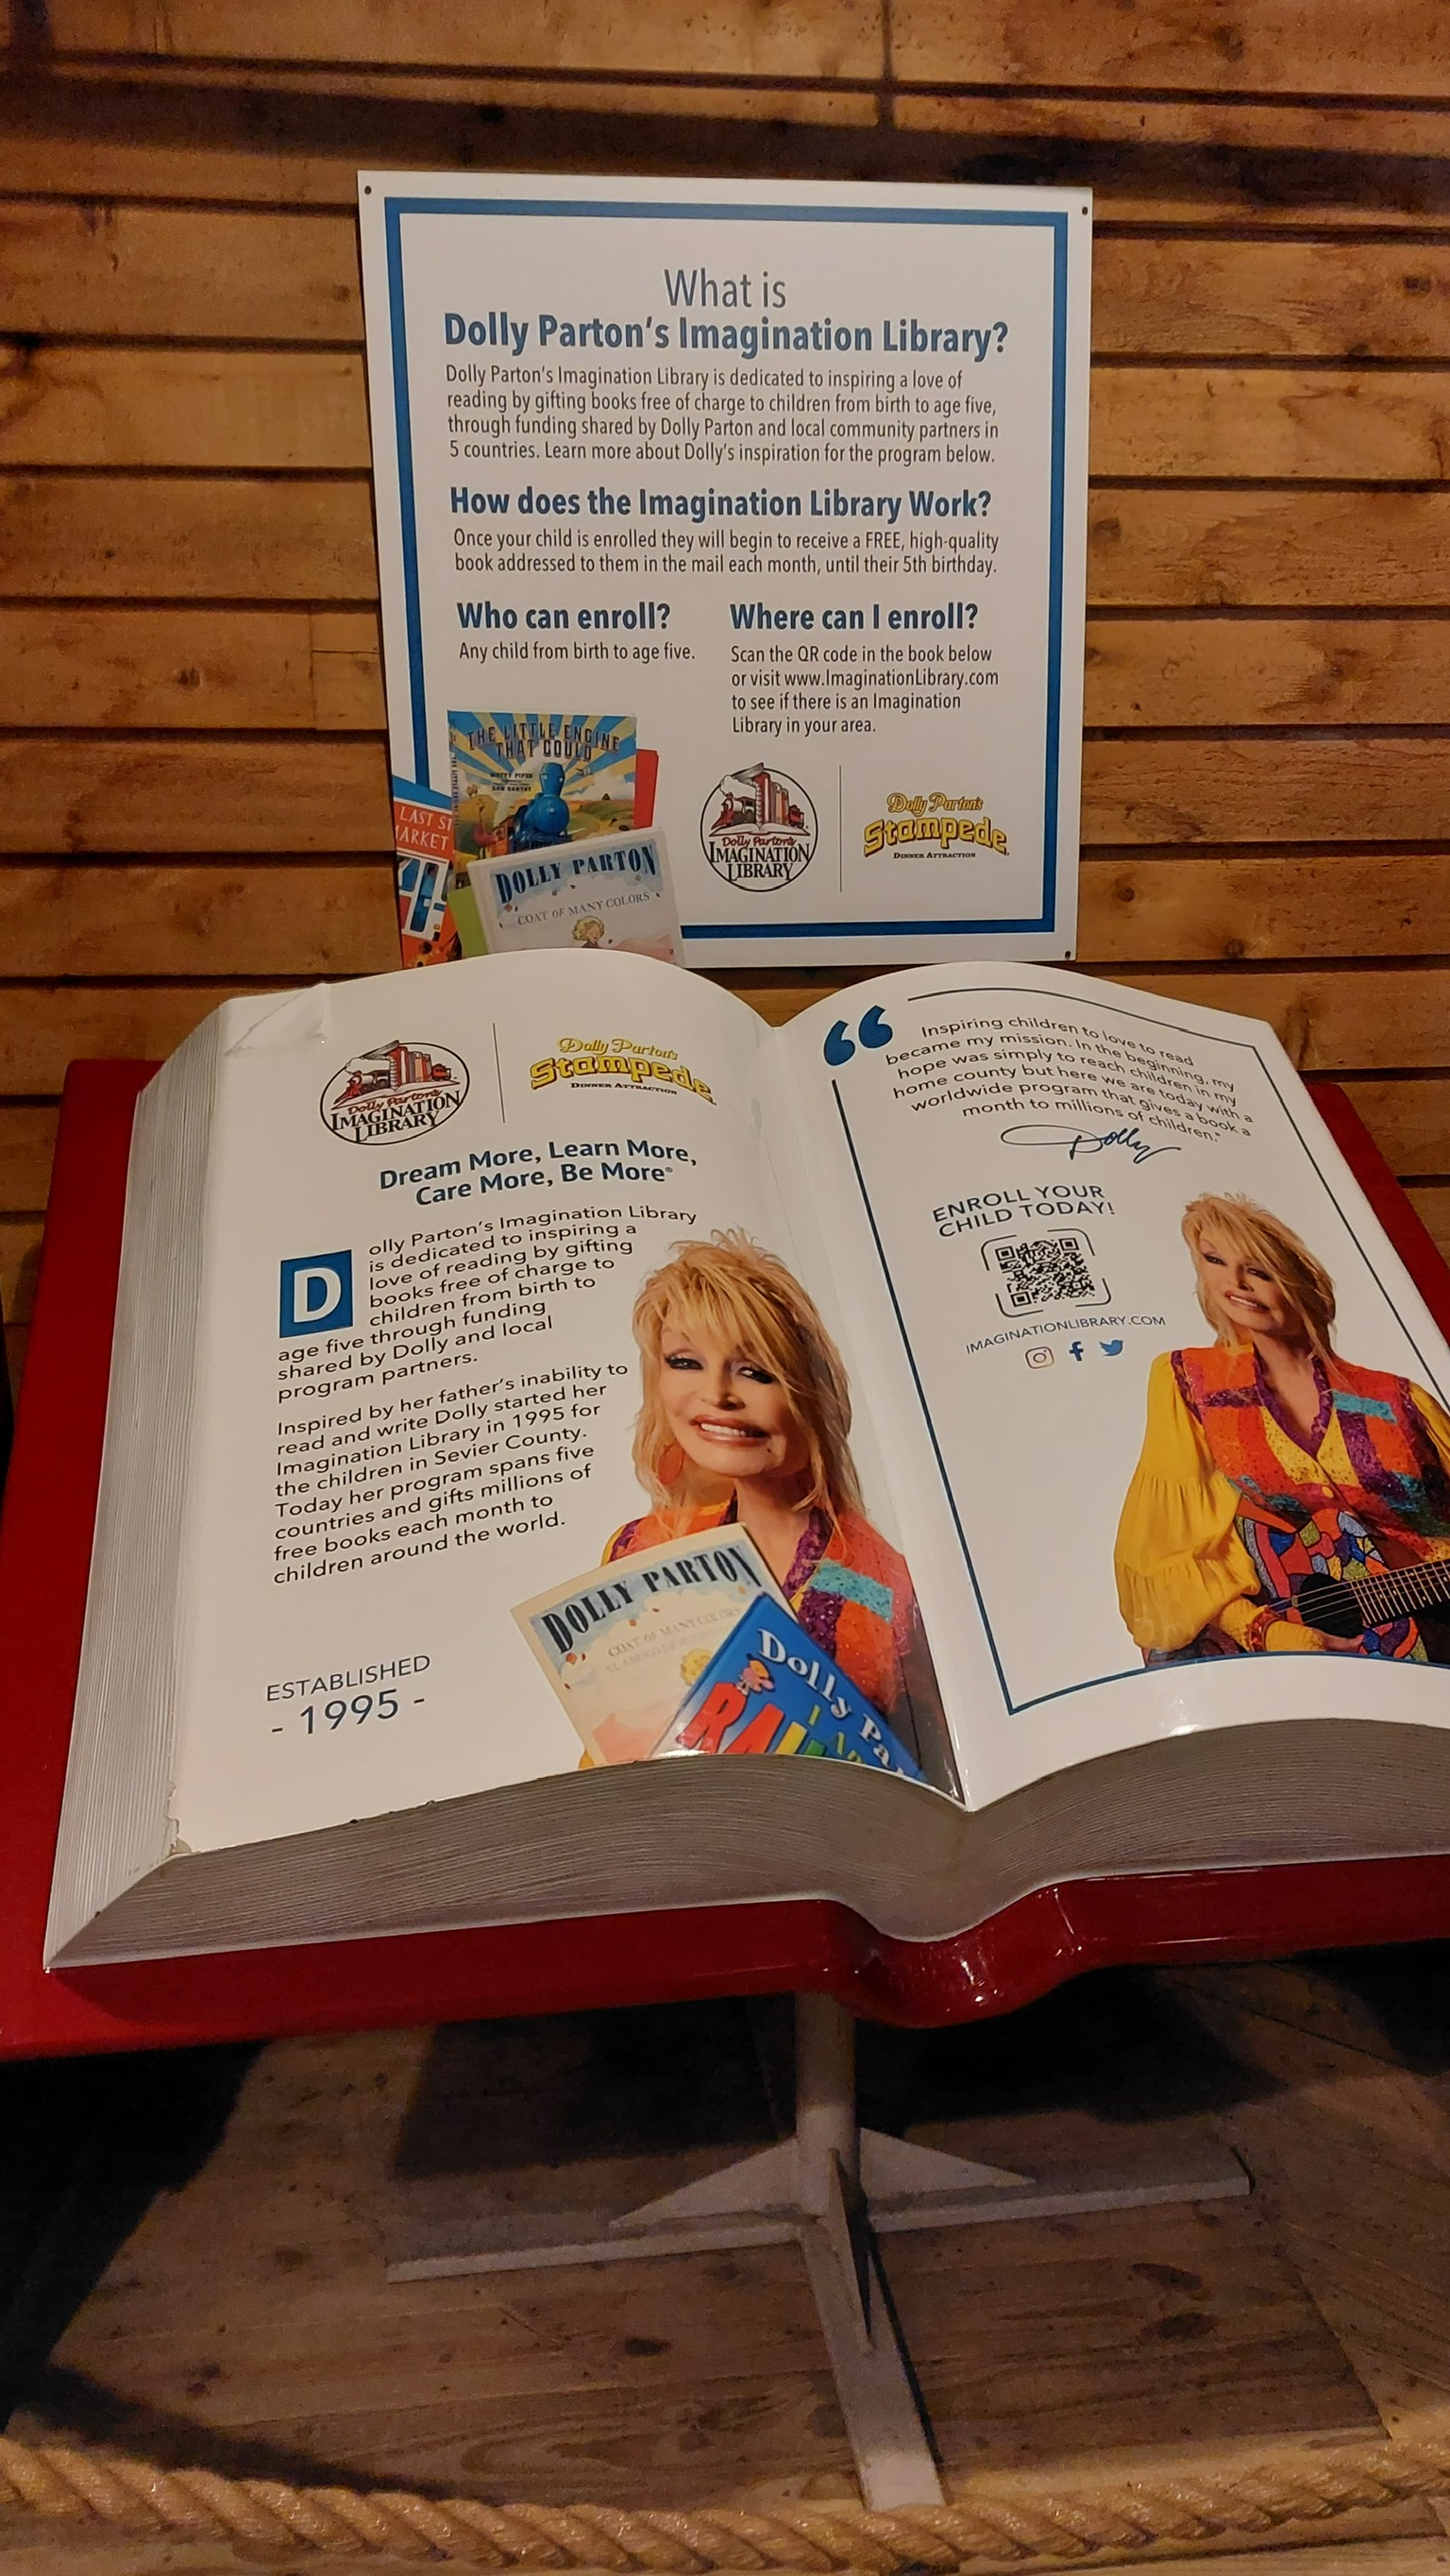 What is
Dolly Parton's Imagination Library?
Dolly Parton's Imagination Library is dedicated to inspiring a love of
reading by gifting books free of charge to children from birth to age five,
through funding shared by Dolly Parton and local community partners in
5 countries. Learn more about Dolly's inspiration for the program below.
How does the Imagination Library Work?
Once your child is enrolled they will begin to receive a FREE, high-quality
book addressed to them in the mail each month, until their 5th birthday.
Who can enroll?
Any child from birth to age five.
Where can I enroll?
Scan the QR code in the book below
or visit www.ImaginationLibrary.com
to see if there is an Imagination
Library in your area.
THE LITTLE ENGINE
THAT COULD
WATTY PIPER
DAN SANTAT
LAST ST
MARKET
DOLLY PARTON
COAT OF MANY COLORS
Dolly Parton's
IMAGINATION
LIBRARY
Dolly Parton's
Stampede
DINNER ATTRACTION
Dolly Parton's
IMAGINATION
LIBRARY
Dolly Parton's
Stampede
DINNER ATTRACTION
Dream More, Learn More,
Care More, Be More®
Dolly Parton's Imagination Library
is dedicated to inspiring a
love of reading by gifting
books free of charge to
children from birth to
age five through funding
shared by Dolly and local
program partners.
Inspired by her father's inability to
read and write Dolly started her
Imagination Library in 1995 for
the children in Sevier County.
Today her program spans five
countries and gifts millions of
free books each month to
children around the world.
ESTABLISHED
- 1995 -
DOLLY PARTON
COAT OF MANY COLORS
Dolly Pa
I
RAI
“Inspiring children to love to read
became my mission. In the beginning, my
hope was simply to reach children in my
home county but here we are today with a
worldwide program that gives a book a
month to millions of children."
Dolly
ENROLL YOUR
CHILD TODAY!
IMAGINATIONLIBRARY.COM